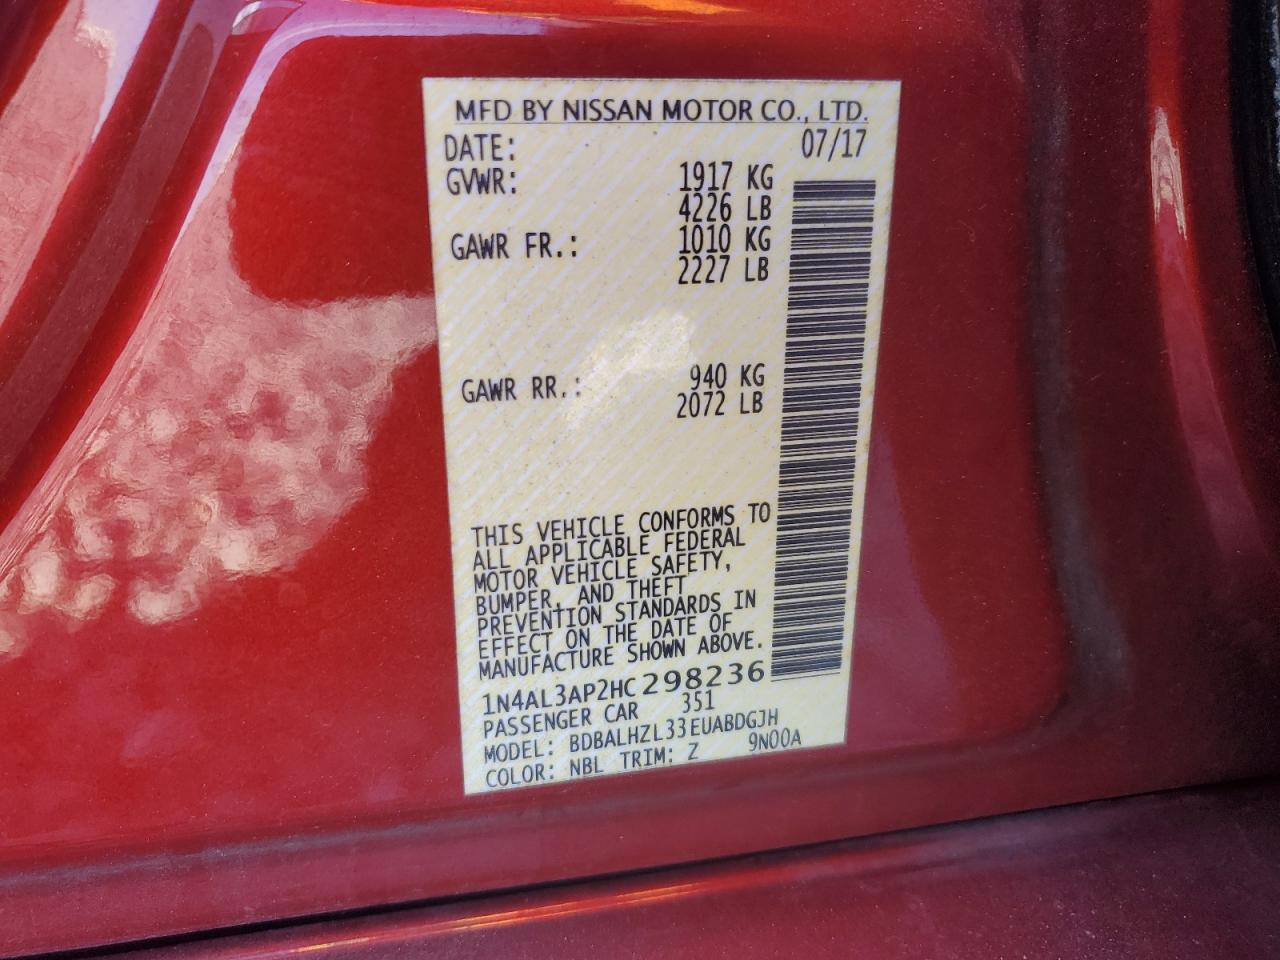 MFD BY NISSAN MOTOR CO., LTD.
DATE: 07/17
GVWR: 1917 KG
4226 LB
GAWR FR.: 1010 KG
2227 LB
GAWR RR.: 940 KG
2072 LB
THIS VEHICLE CONFORMS TO
ALL APPLICABLE FEDERAL
MOTOR VEHICLE SAFETY,
BUMPER, AND THEFT
PREVENTION STANDARDS IN
EFFECT ON THE DATE OF
MANUFACTURE SHOWN ABOVE.
1N4AL3AP2HC298236
PASSENGER CAR 351
MODEL: BDBALHZL33EUABDGJH
COLOR: NBL TRIM: Z 9N00A